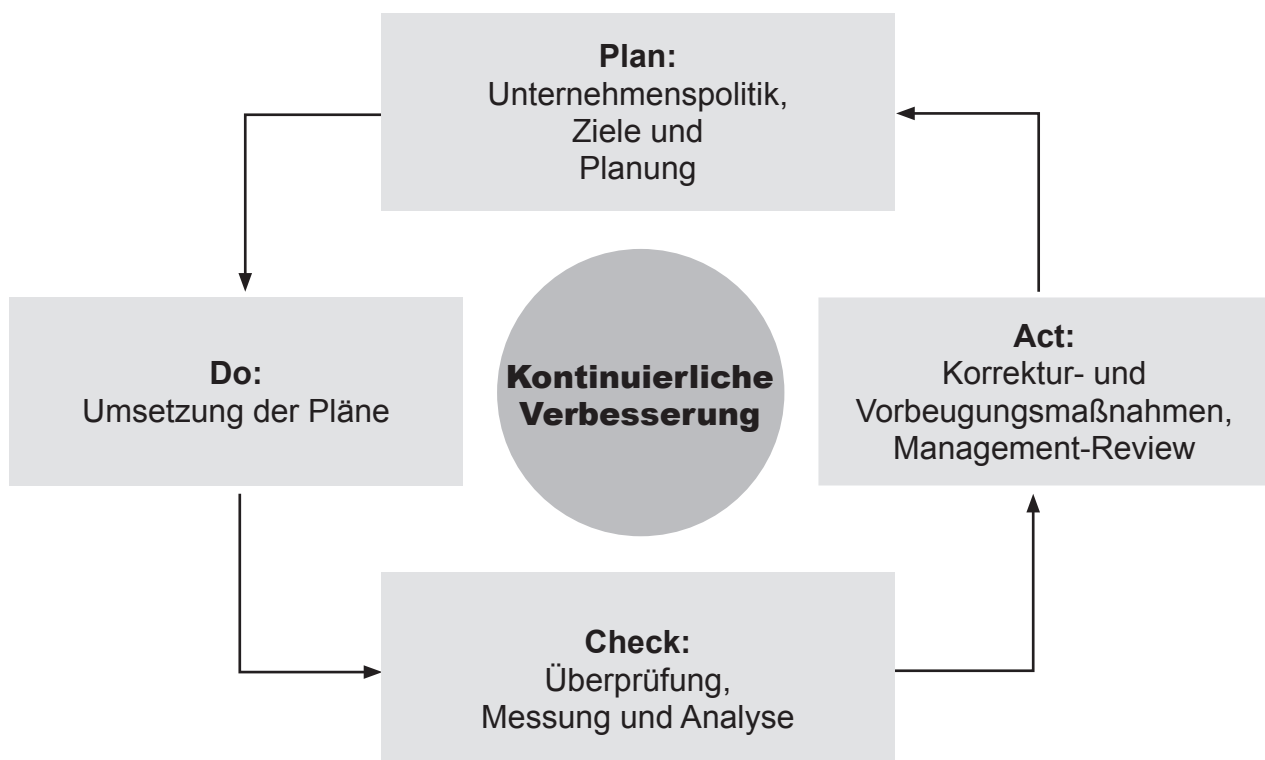 Plan:
Unternehmenspolitik,
Ziele und
Planung
Do:
Umsetzung der Pläne
Kontinuierliche
Verbesserung
Act:
Korrektur- und
Vorbeugungsmaßnahmen,
Management-Review
Check:
Überprüfung,
Messung und Analyse